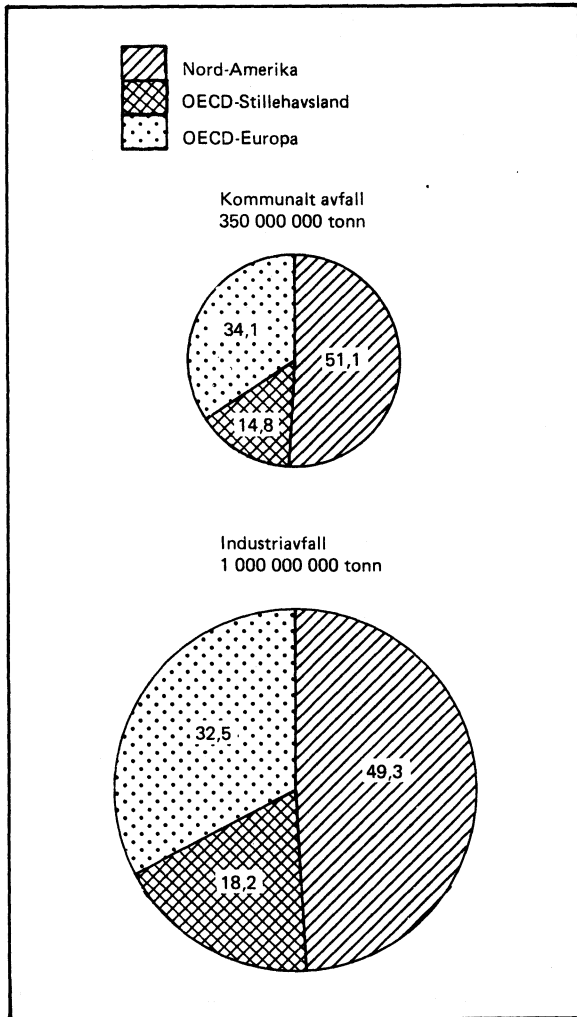 Nord-Amerika
OECD-Stillehavsland
OECD-Europa
Kommunalt avfall
350 000 000 tonn
34,1
51,1
14,8
Industriavfall
1 000 000 000 tonn
32,5
49,3
18,2